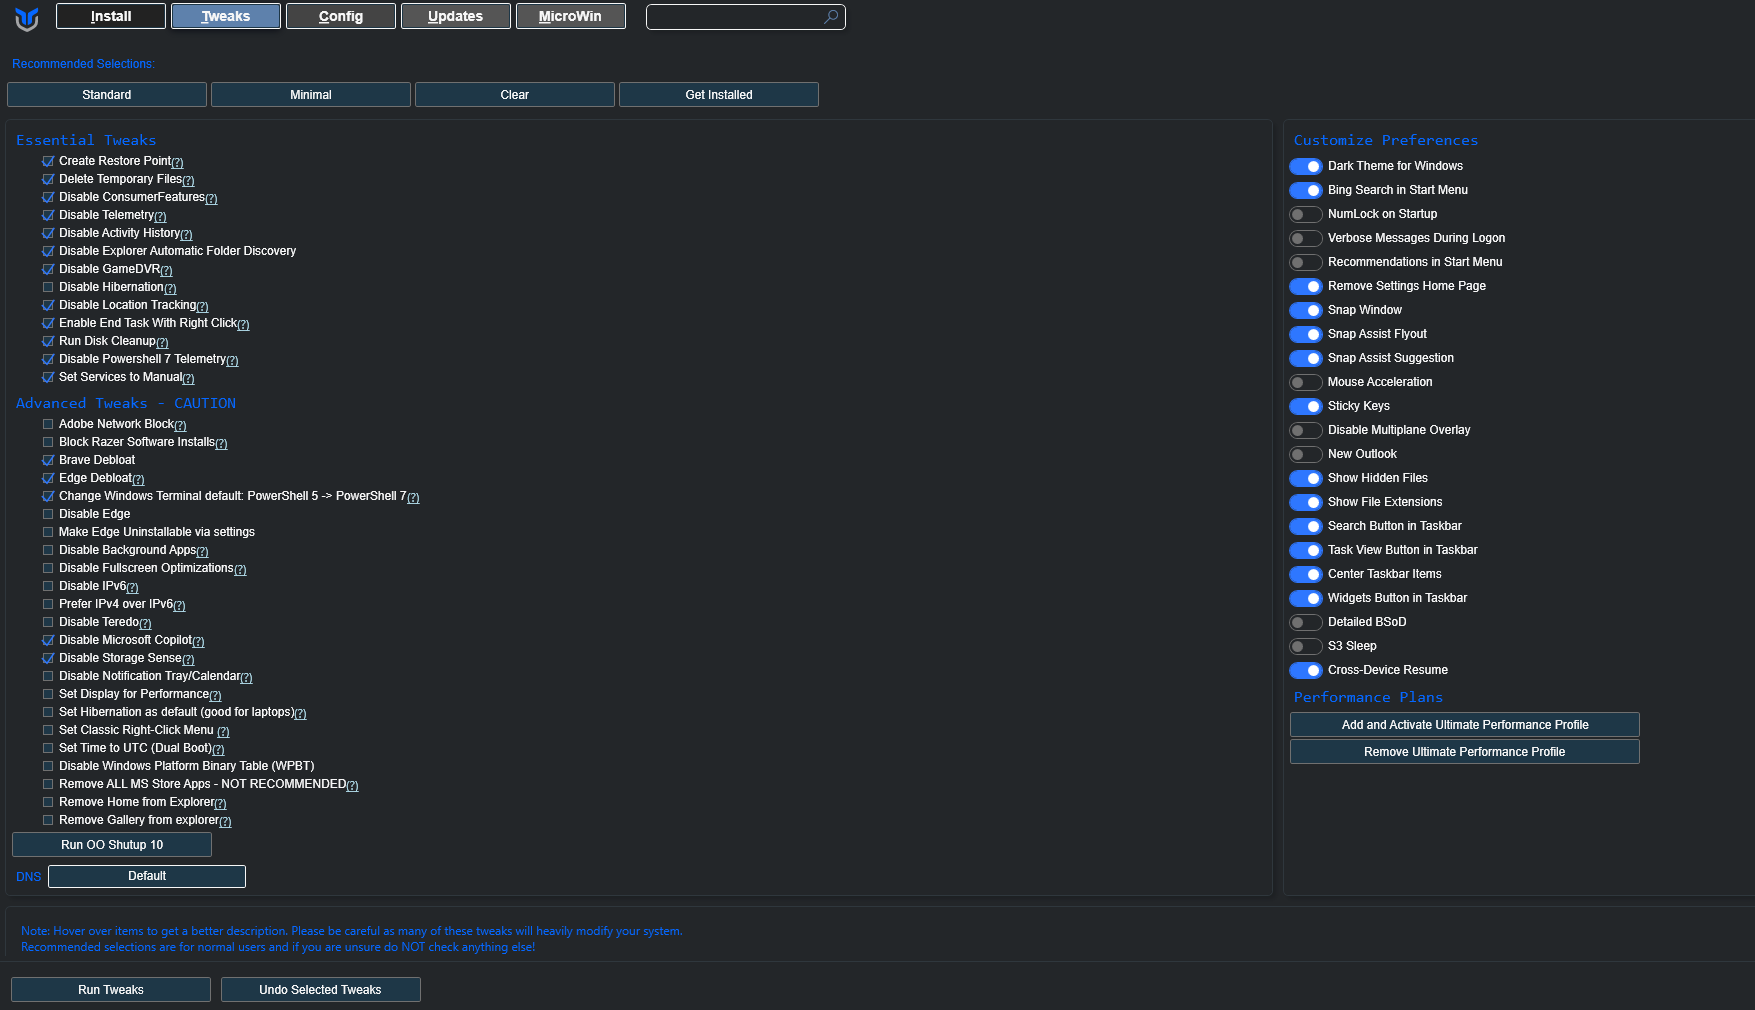 Install
Tweaks
Config
Updates
MicroWin
Recommended Selections:
Standard
Minimal
Clear
Get Installed
Essential Tweaks
Create Restore Point(?)
Delete Temporary Files(?)
Disable ConsumerFeatures(?)
Disable Telemetry(?)
Disable Activity History(?)
Disable Explorer Automatic Folder Discovery
Disable GameDVR(?)
Disable Hibernation(?)
Disable Location Tracking(?)
Enable End Task With Right Click(?)
Run Disk Cleanup(?)
Disable Powershell 7 Telemetry(?)
Set Services to Manual(?)
Advanced Tweaks - CAUTION
Adobe Network Block(?)
Block Razer Software Installs(?)
Brave Debloat
Edge Debloat(?)
Change Windows Terminal default: PowerShell 5 -> PowerShell 7(?)
Disable Edge
Make Edge Uninstallable via settings
Disable Background Apps(?)
Disable Fullscreen Optimizations(?)
Disable IPv6(?)
Prefer IPv4 over IPv6(?)
Disable Teredo(?)
Disable Microsoft Copilot(?)
Disable Storage Sense(?)
Disable Notification Tray/Calendar(?)
Set Display for Performance(?)
Set Hibernation as default (good for laptops)(?)
Set Classic Right-Click Menu (?)
Set Time to UTC (Dual Boot)(?)
Disable Windows Platform Binary Table (WPBT)
Remove ALL MS Store Apps - NOT RECOMMENDED(?)
Remove Home from Explorer(?)
Remove Gallery from explorer(?)
Run OO Shutup 10
DNS
Default
Customize Preferences
Dark Theme for Windows
Bing Search in Start Menu
NumLock on Startup
Verbose Messages During Logon
Recommendations in Start Menu
Remove Settings Home Page
Snap Window
Snap Assist Flyout
Snap Assist Suggestion
Mouse Acceleration
Sticky Keys
Disable Multiplane Overlay
New Outlook
Show Hidden Files
Show File Extensions
Search Button in Taskbar
Task View Button in Taskbar
Center Taskbar Items
Widgets Button in Taskbar
Detailed BSoD
S3 Sleep
Cross-Device Resume
Performance Plans
Add and Activate Ultimate Performance Profile
Remove Ultimate Performance Profile
Note: Hover over items to get a better description. Please be careful as many of these tweaks will heavily modify your system.
Recommended selections are for normal users and if you are unsure do NOT check anything else!
Run Tweaks
Undo Selected Tweaks